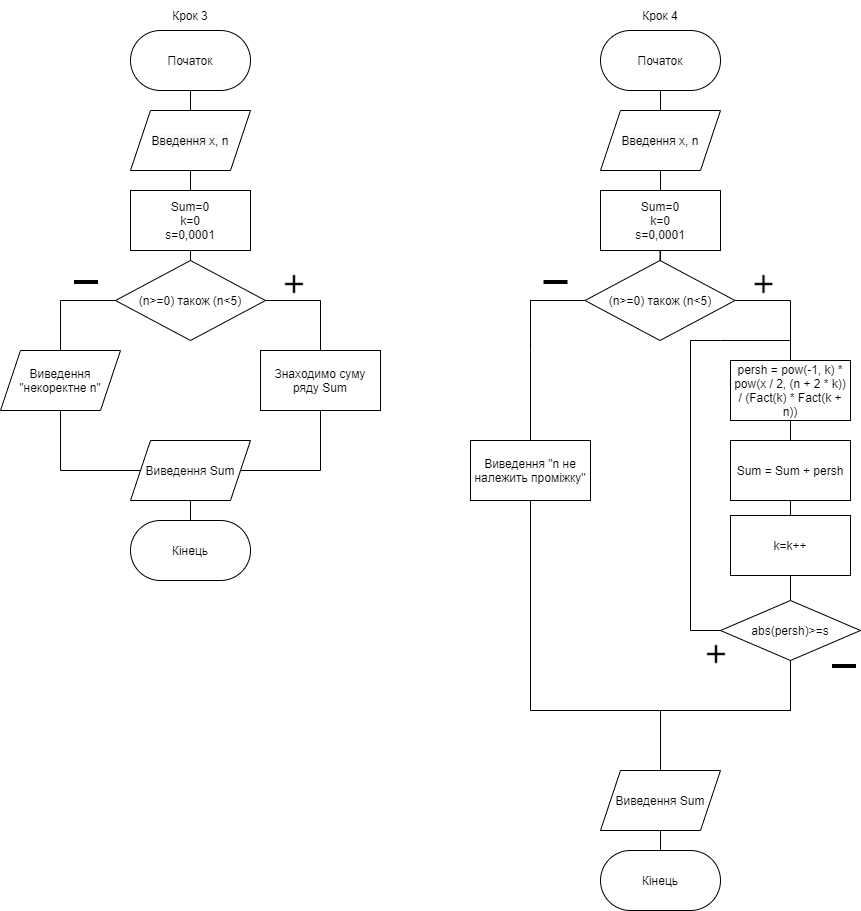 Крок 3
Початок
Введення x, n
Sum=0
k=0
s=0,0001
(n>=0) також (n<5)
Виведення
"некоректне n"
Знаходимо суму
ряду Sum
Виведення Sum
Кінець
Крок 4
Початок
Введення x, n
Sum=0
k=0
s=0,0001
(n>=0) також (n<5)
persh = pow(-1, k) *
pow(x / 2, (n + 2 * k))
/ (Fact(k) * Fact(k +
n))
Виведення "n не
належить проміжку"
Sum = Sum + persh
k=k++
abs(persh)>=s
Виведення Sum
Кінець